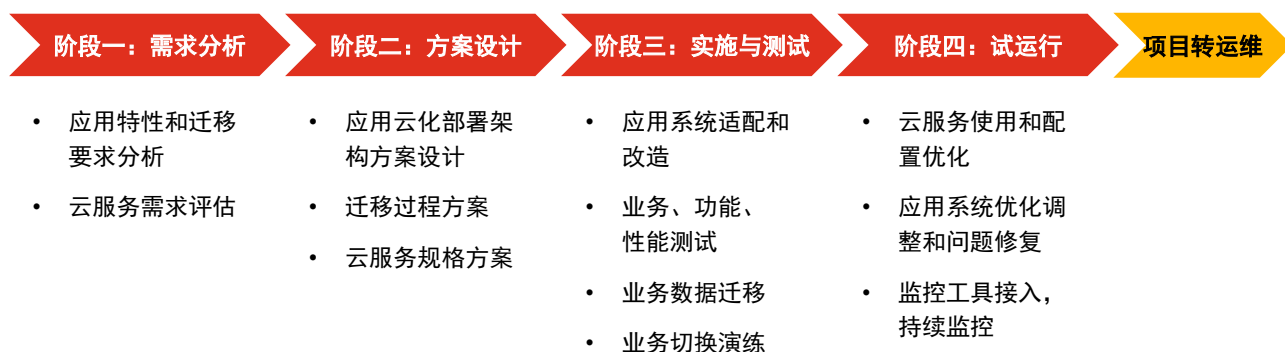 阶段一：需求分析
阶段二：方案设计
阶段三：实施与测试
阶段四：试运行
项目转运维
• 应用特性和迁移
要求分析
• 云服务需求评估
• 应用云化部署架
构方案设计
• 迁移过程方案
• 云服务规格方案
• 应用系统适配和
改造
• 业务、功能、
性能测试
• 业务数据迁移
• 业务切换演练
• 云服务使用和配
置优化
• 应用系统优化调
整和问题修复
• 监控工具接入，
持续监控